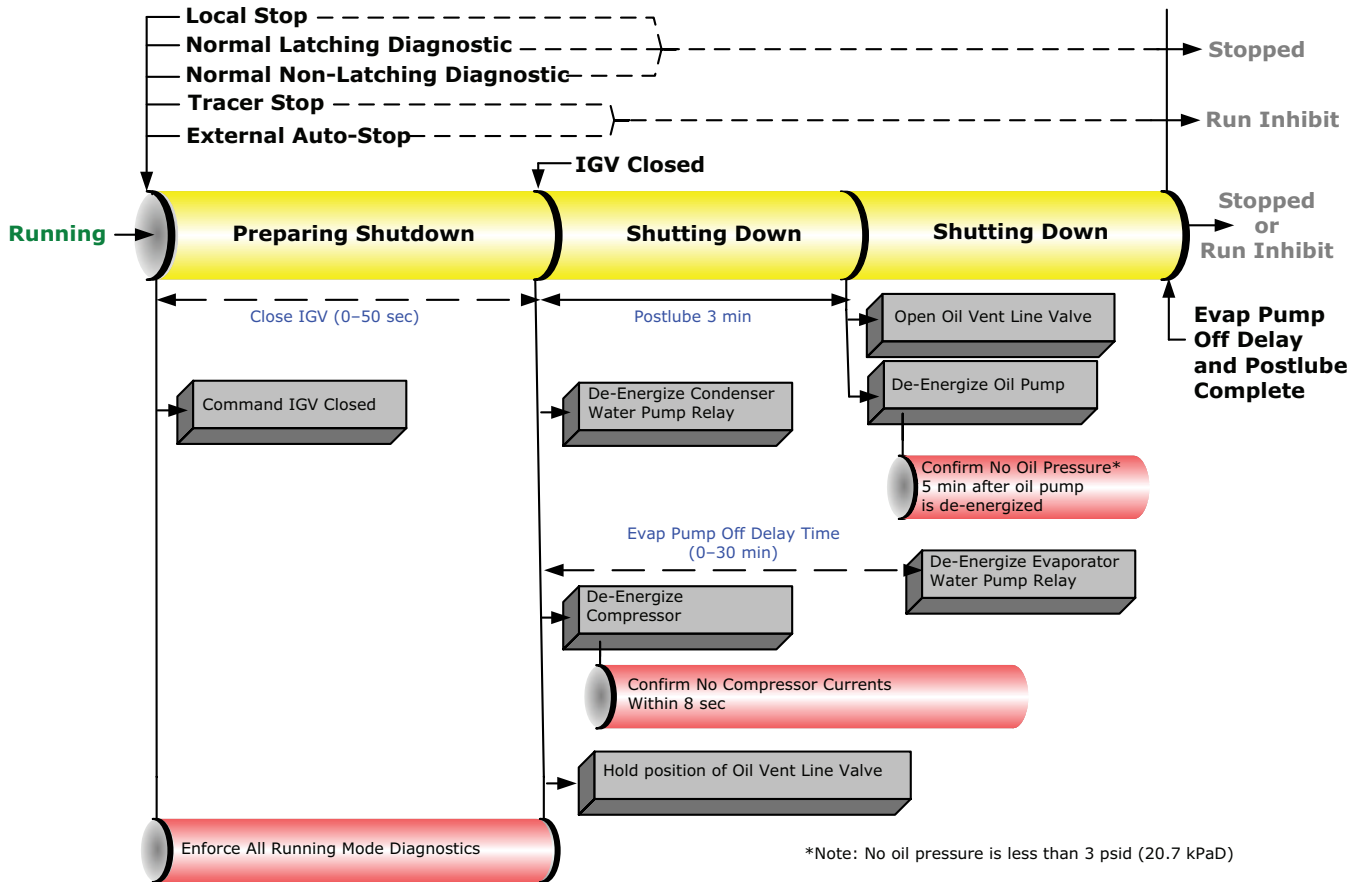 Local Stop
Normal Latching Diagnostic
Normal Non-Latching Diagnostic
Stopped
Tracer Stop
External Auto-Stop
Run Inhibit
IGV Closed
Running
Preparing Shutdown
Shutting Down
Shutting Down
Stopped
or
Run Inhibit
Close IGV (0–50 sec)
Postlube 3 min
Open Oil Vent Line Valve
Evap Pump
Off Delay
and Postlube
Complete
Command IGV Closed
De-Energize Condenser
Water Pump Relay
De-Energize Oil Pump
Confirm No Oil Pressure*
5 min after oil pump
is de-energized
Evap Pump Off Delay Time
(0–30 min)
De-Energize Evaporator
Water Pump Relay
De-Energize
Compressor
Confirm No Compressor Currents
Within 8 sec
Hold position of Oil Vent Line Valve
Enforce All Running Mode Diagnostics
*Note: No oil pressure is less than 3 psid (20.7 kPaD)